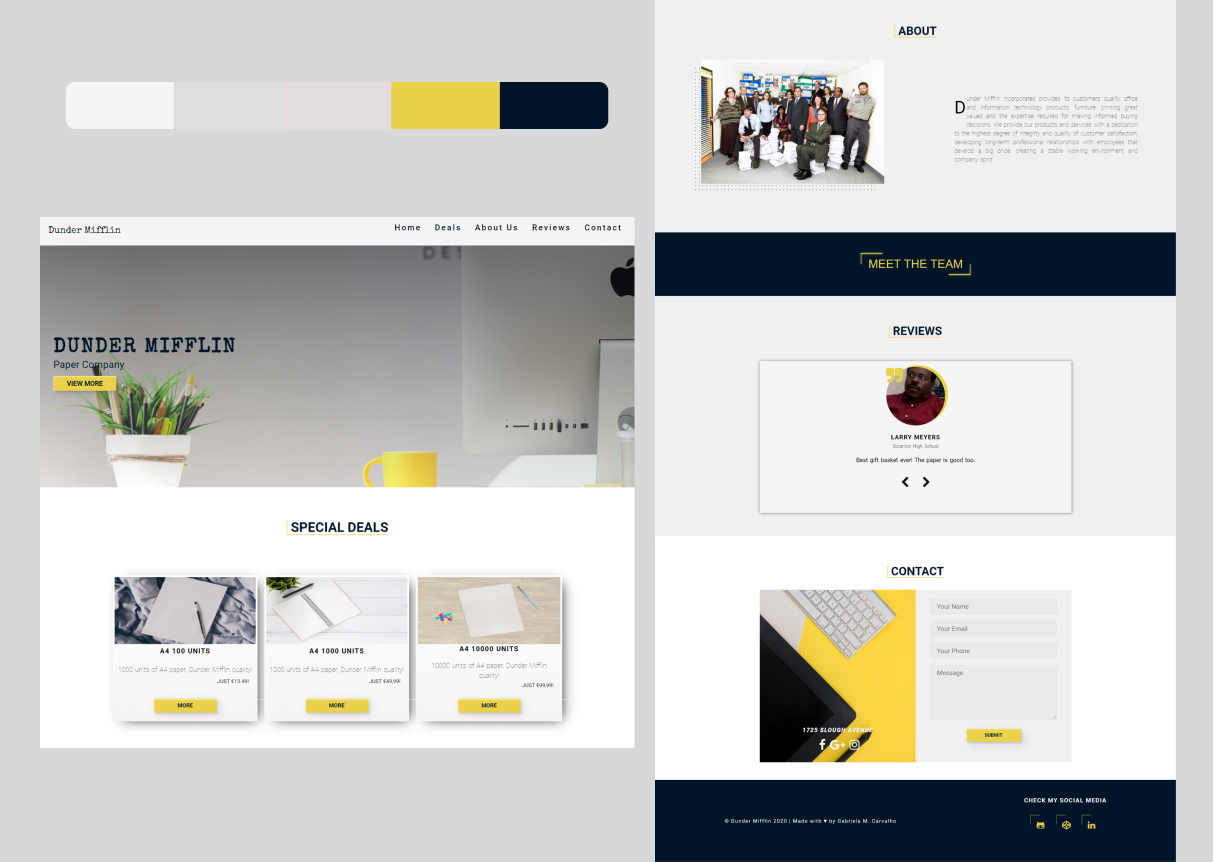 Dunder Mifflin
Home Deals About Us Reviews Contact
DES
DUNDER MIFFLIN
Paper Company
VIEW MORE
SPECIAL DEALS
A4 100 UNITS
1000 units of A4 paper, Dunder Mifflin quality!
JUST €13,49!
MORE
A4 1000 UNITS
1000 units of A4 paper, Dunder Mifflin quality!
JUST €49,99!
MORE
A4 10000 UNITS
10000 units of A4 paper, Dunder Mifflin
quality!
JUST €99,99!
MORE
ABOUT
Dunder Mifflin Incorporated provides its customers quality office
and information technology products, furniture, printing great
values and the expertise required for making informed buying
decisions. We provide our products and services with a dedication
to the highest degree of integrity and quality of customer satisfaction,
developing long-term professional relationships with employees that
develop a big pride, creating a stable working environment and
company spirit.
MEET THE TEAM
REVIEWS
LARRY MEYERS
Scranton High School
Best gift basket ever! The paper is good too.
CONTACT
1725 SLOUGH AVENUE
Your Name
Your Email
Your Phone
Message
SUBMIT
© Dunder Mifflin 2020 | Made with ♥ by Gabriela M. Carvalho
CHECK MY SOCIAL MEDIA